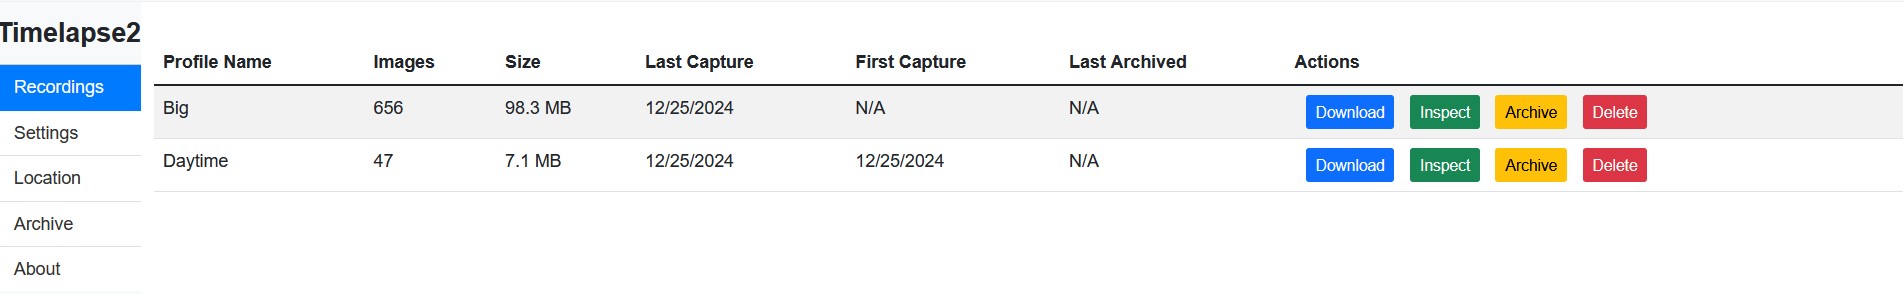 Timelapse2
Recordings
Settings
Location
Archive
About
Profile Name Images Size Last Capture First Capture Last Archived Actions
Big 656 98.3 MB 12/25/2024 N/A N/A Download Inspect Archive Delete
Daytime 47 7.1 MB 12/25/2024 12/25/2024 N/A Download Inspect Archive Delete